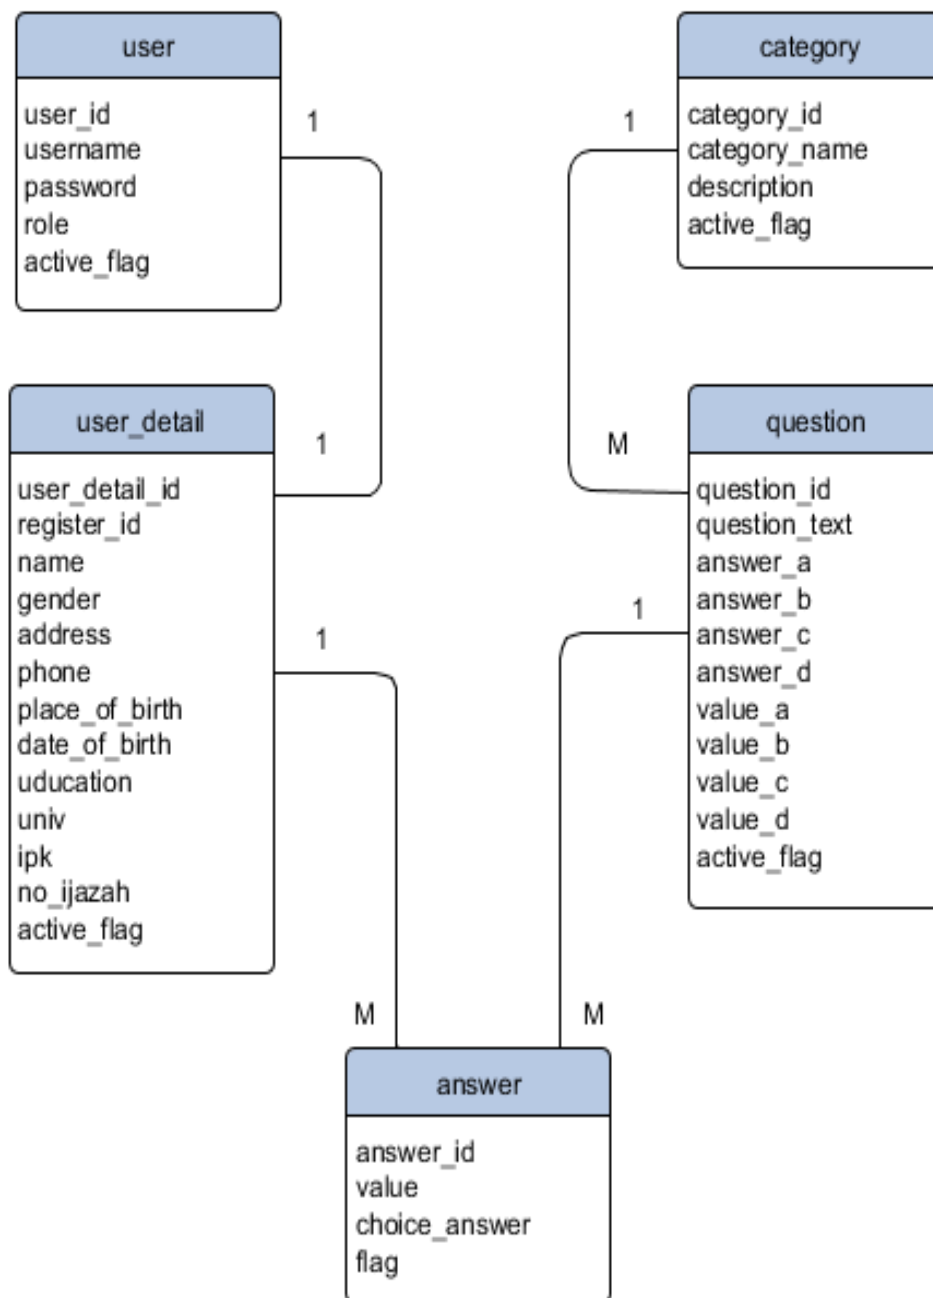 user
user_id
username
password
role
active_flag
1
category
category_id
category_name
description
active_flag
1
user_detail
user_detail_id
register_id
name
gender
address
phone
place_of_birth
date_of_birth
uducation
univ
ipk
no_ijazah
active_flag
1
1
M
question
question_id
question_text
answer_a
answer_b
answer_c
answer_d
value_a
value_b
value_c
value_d
active_flag
M
1
M
answer
answer_id
value
choice_answer
flag